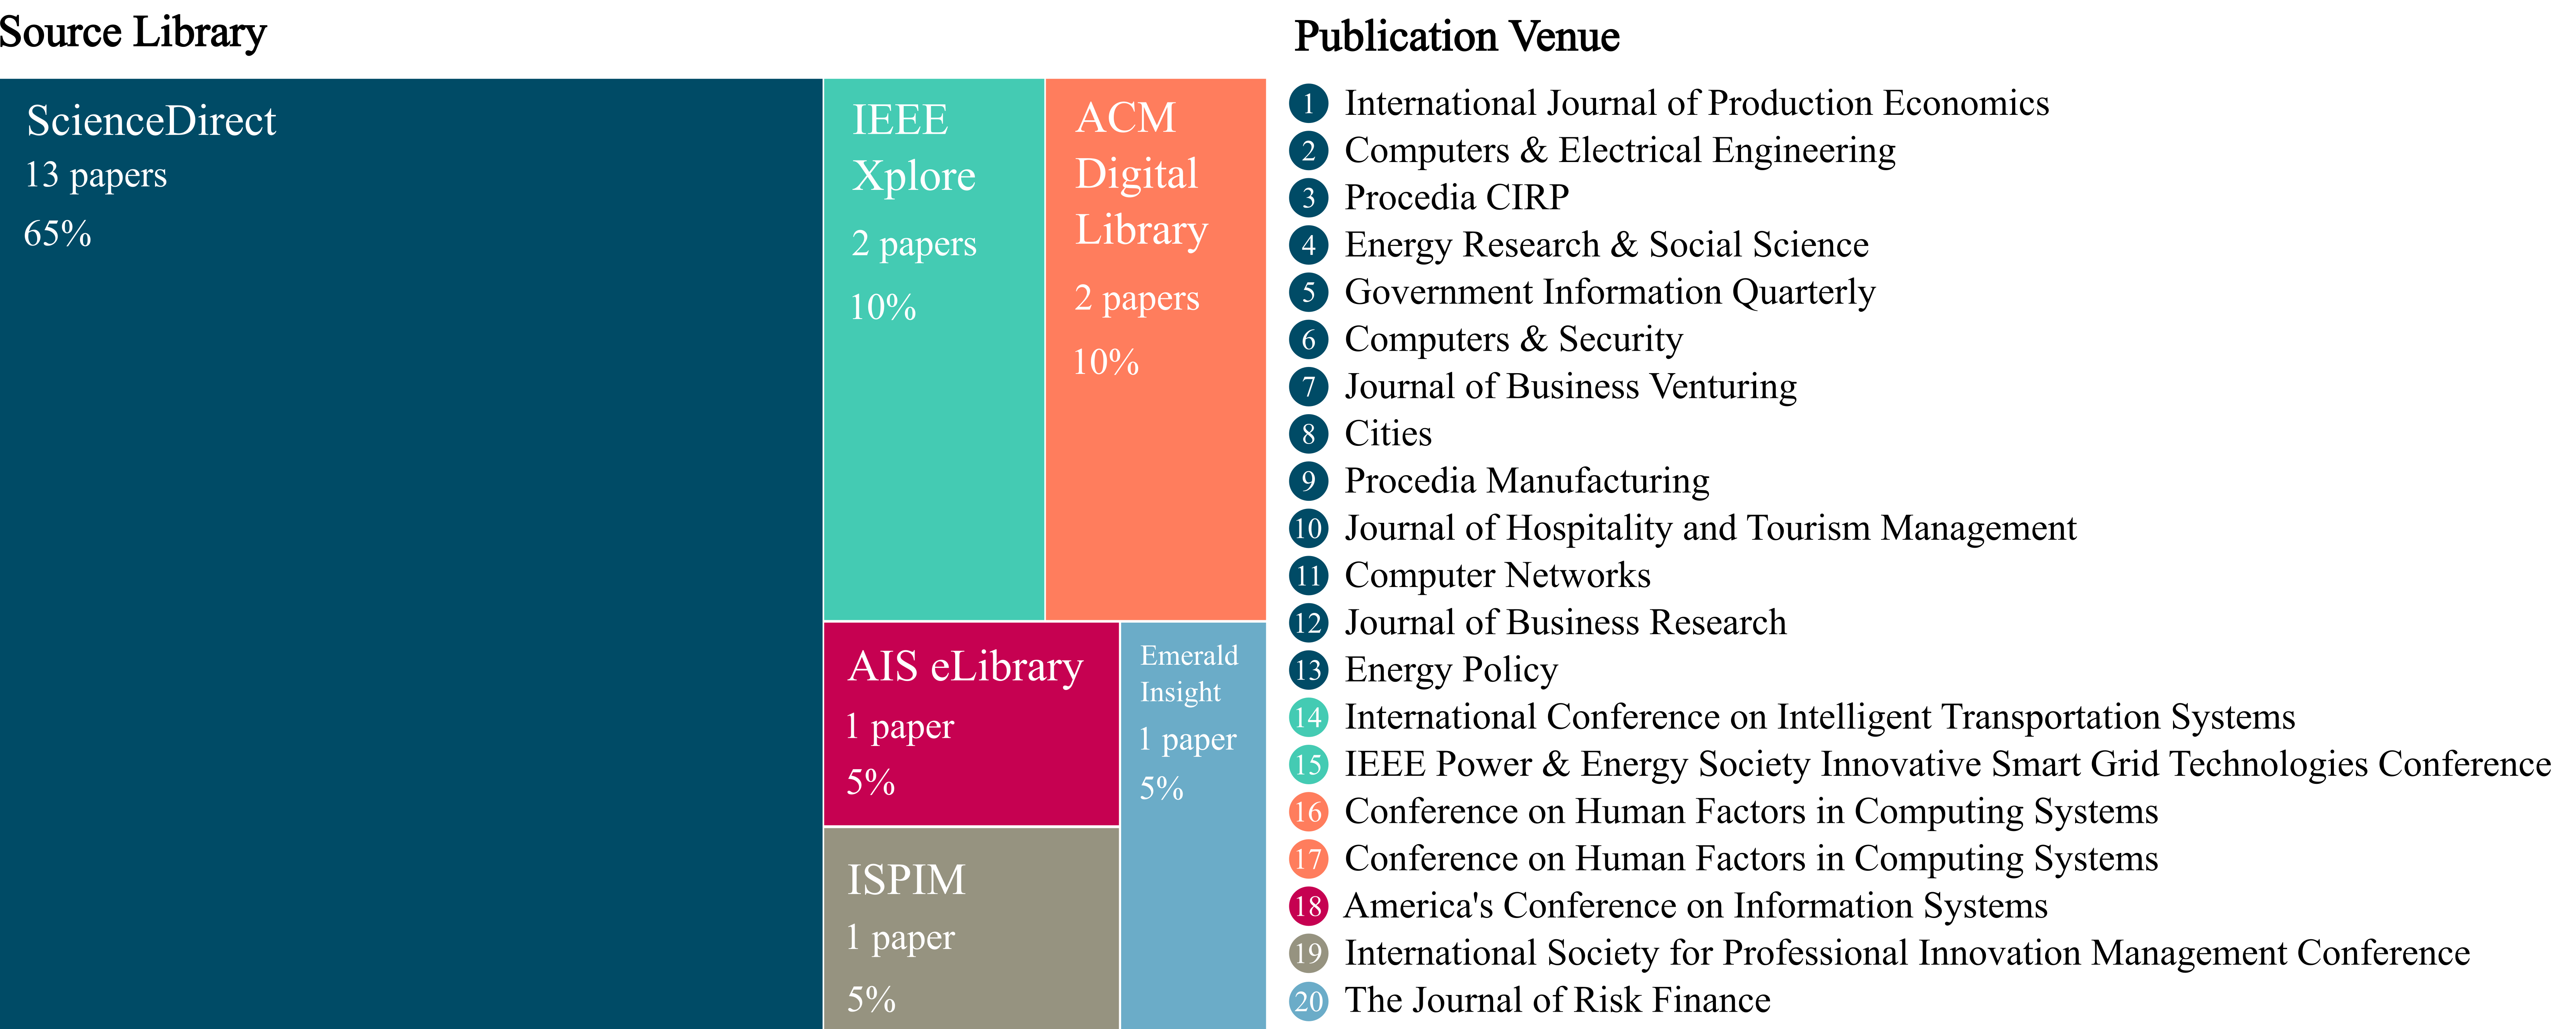 Source Library
ScienceDirect
13 papers
65%
IEEE
Xplore
2 papers
10%
ACM
Digital
Library
2 papers
10%
AIS eLibrary
1 paper
5%
Emerald
Insight
1 paper
5%
ISPIM
1 paper
5%
Publication Venue
1 International Journal of Production Economics
2 Computers & Electrical Engineering
3 Procedia CIRP
4 Energy Research & Social Science
5 Government Information Quarterly
6 Computers & Security
7 Journal of Business Venturing
8 Cities
9 Procedia Manufacturing
10 Journal of Hospitality and Tourism Management
11 Computer Networks
12 Journal of Business Research
13 Energy Policy
14 International Conference on Intelligent Transportation Systems
15 IEEE Power & Energy Society Innovative Smart Grid Technologies Conference
16 Conference on Human Factors in Computing Systems
17 Conference on Human Factors in Computing Systems
18 America's Conference on Information Systems
19 International Society for Professional Innovation Management Conference
20 The Journal of Risk Finance